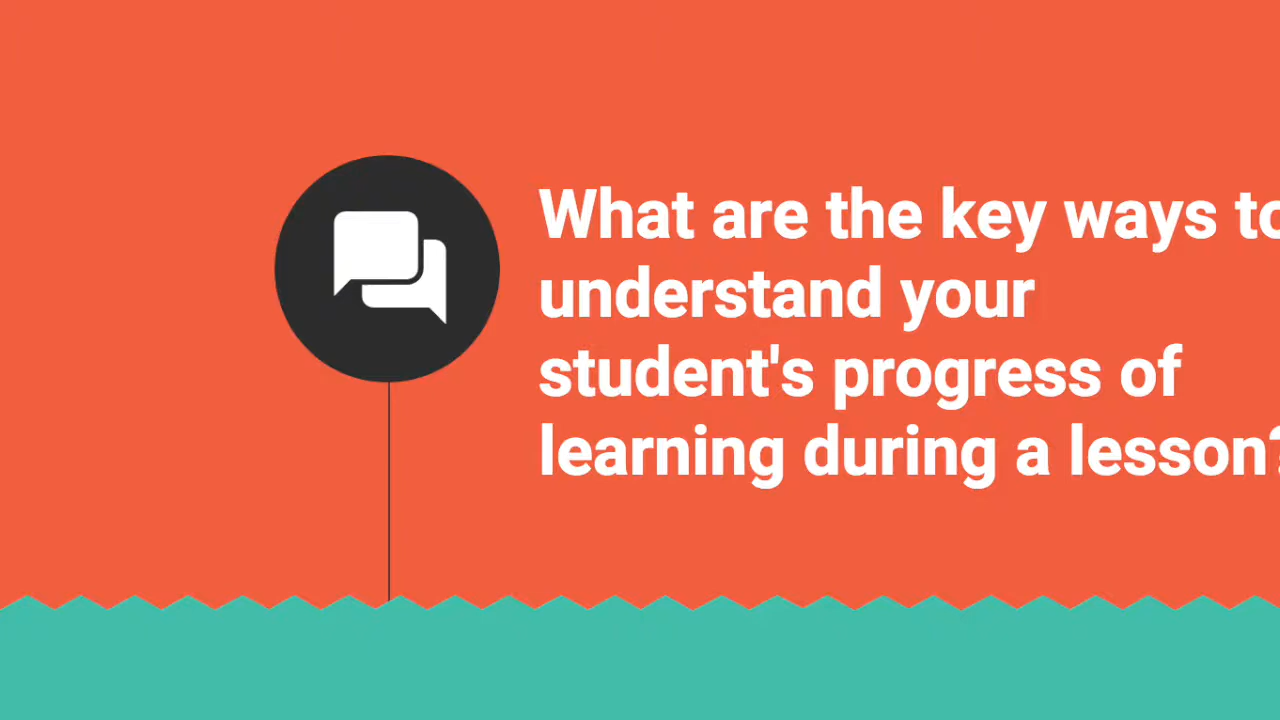 What are the key ways to
understand your
student's progress of
learning during a lesson?